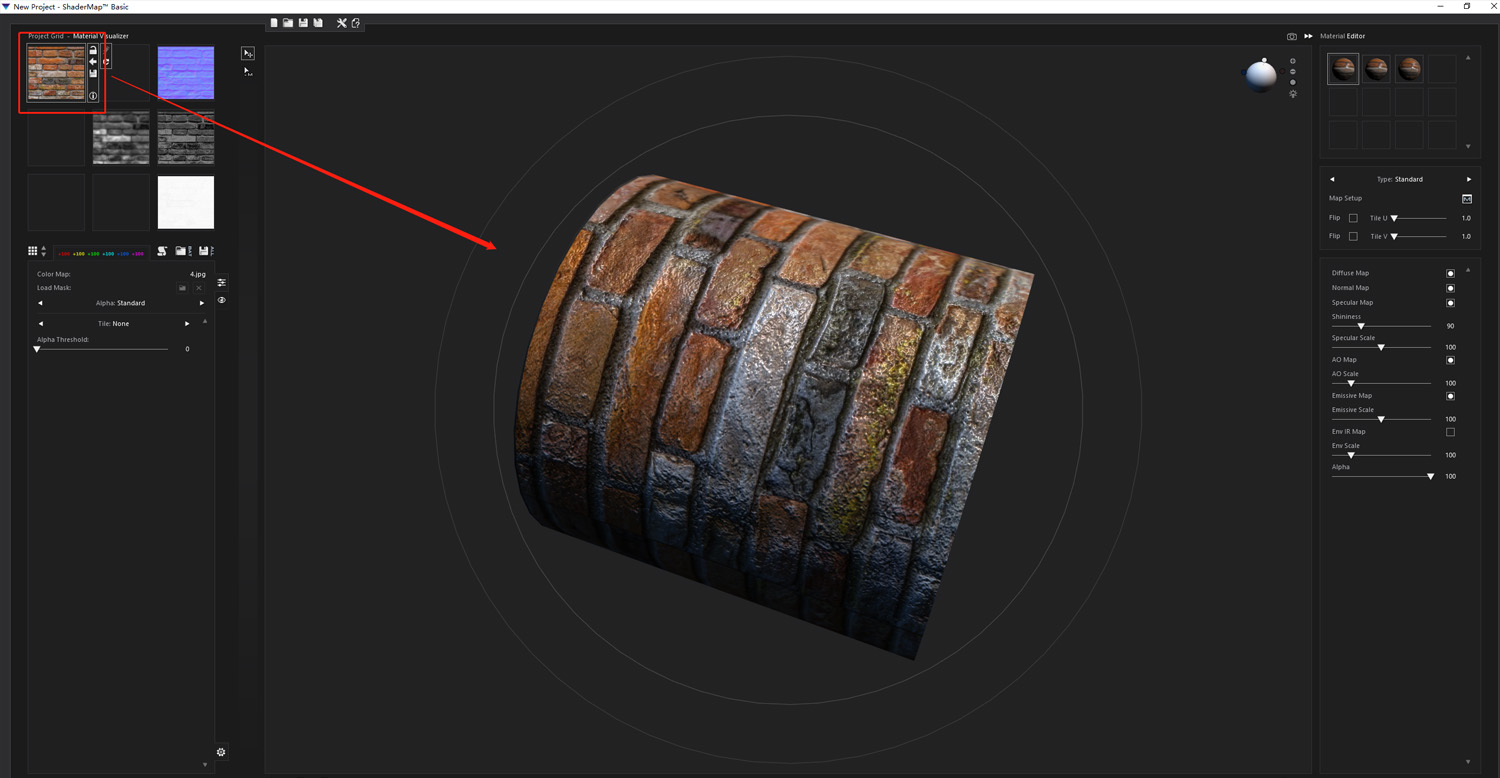 New Project - ShaderMap™ Basic
Project Grid - Material Visualizer
Material Editor
Type: Standard
Map Setup
M
Flip Tile U 1.0
Flip Tile V 1.0
+100 +100 +100 +100 +100 +100
Color Map: 4.jpg
Load Mask:
Alpha: Standard
Tile: None
Alpha Threshold:
0
Diffuse Map
Normal Map
Specular Map
Shininess
90
Specular Scale
100
AO Map
AO Scale
100
Emissive Map
Emissive Scale
100
Env IR Map
Env Scale
100
Alpha
100